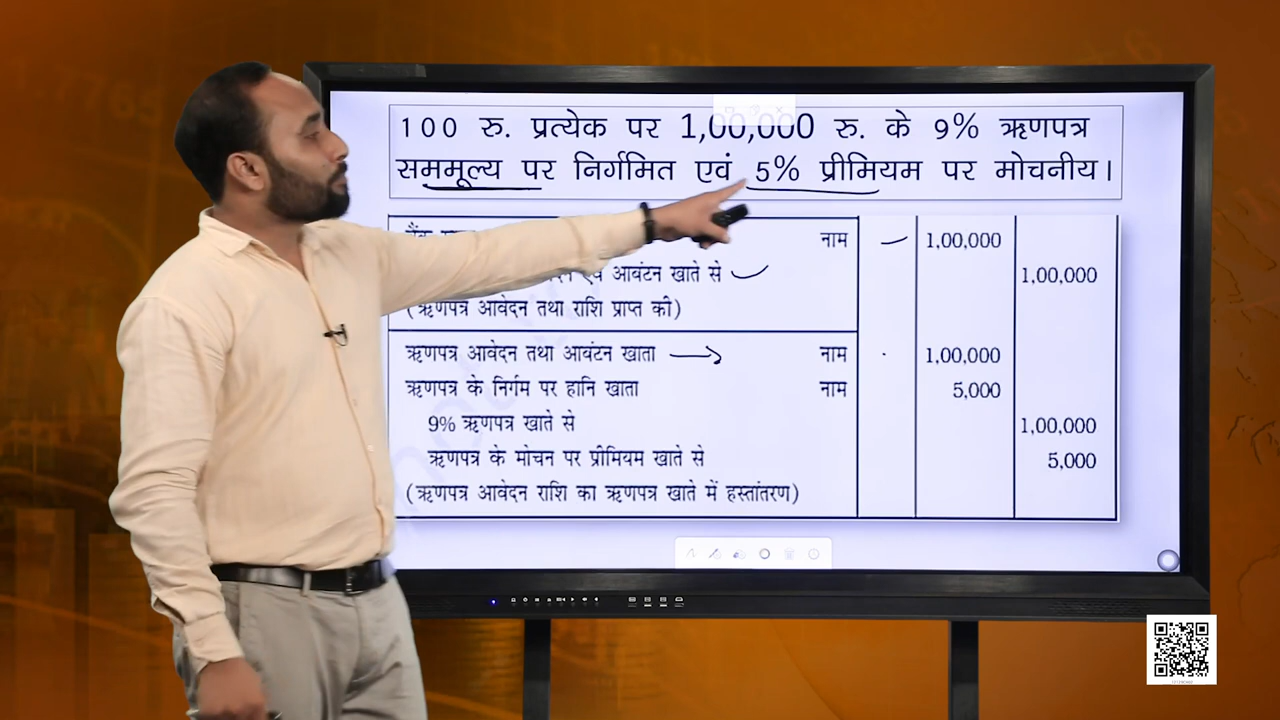 100 रु. प्रत्येक पर 1,00,000 रु. के 9% ऋणपत्र
सममूल्य पर निर्गमित एवं 5% प्रीमियम पर मोचनीय।
नाम 1,00,000
एवं आवंटन खाते से 1,00,000
(ऋणपत्र आवेदन तथा राशि प्राप्त की)
ऋणपत्र आवेदन तथा आवंटन खाता नाम 1,00,000
ऋणपत्र के निर्गम पर हानि खाता नाम 5,000
9% ऋणपत्र खाते से 1,00,000
ऋणपत्र के मोचन पर प्रीमियम खाते से 5,000
(ऋणपत्र आवेदन राशि का ऋणपत्र खाते में हस्तांतरण)